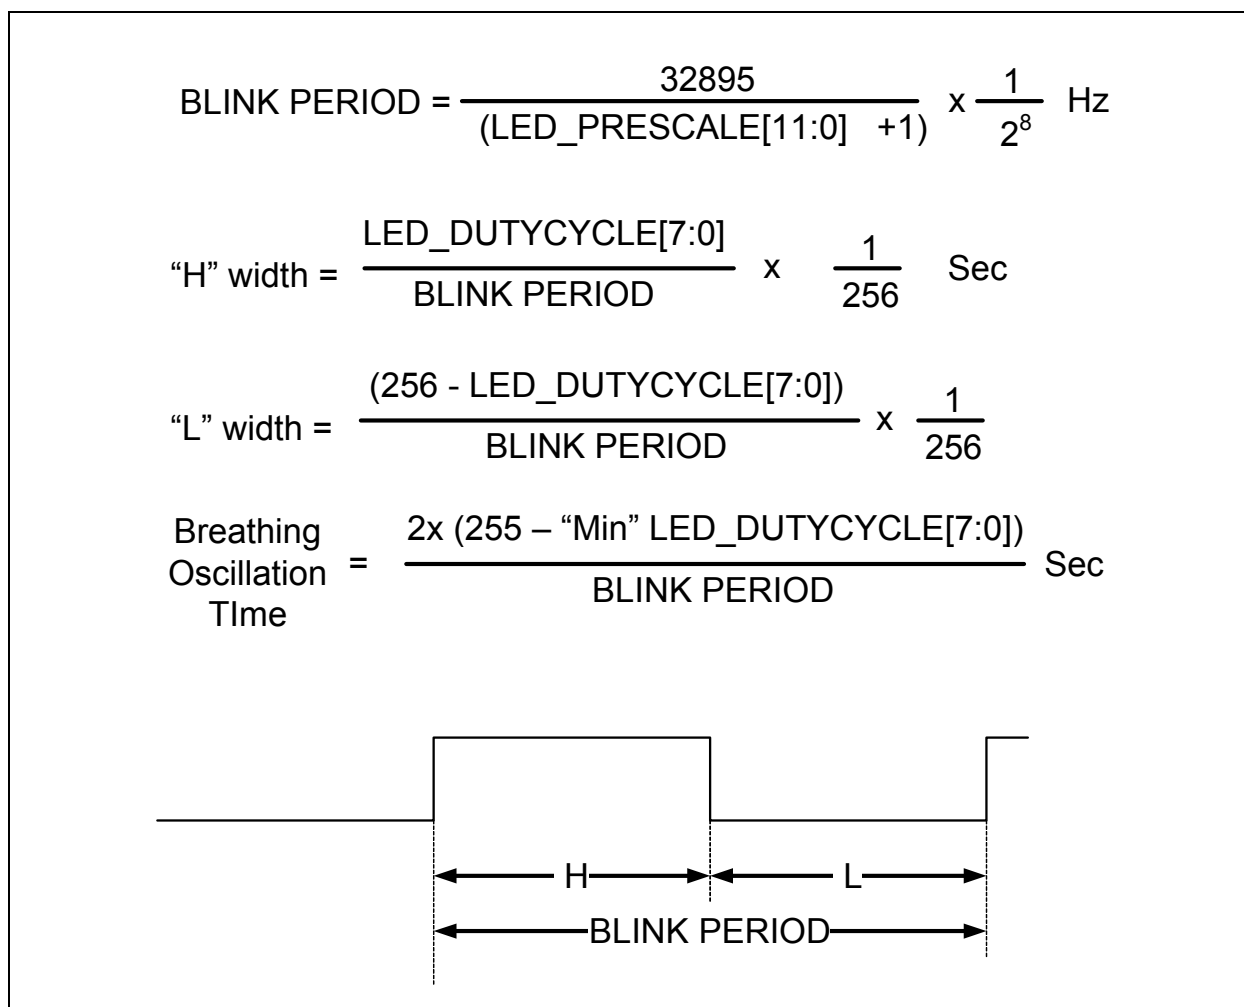 BLINK PERIOD = 32895 / (LED_PRESCALE[11:0] +1) x 1 / 2^8 Hz
“H” width = LED_DUTYCYCLE[7:0] / BLINK PERIOD x 1 / 256 Sec
“L” width = (256 - LED_DUTYCYCLE[7:0]) / BLINK PERIOD x 1 / 256
Breathing Oscillation TIme = 2x (255 – “Min” LED_DUTYCYCLE[7:0]) / BLINK PERIOD Sec
H L
BLINK PERIOD